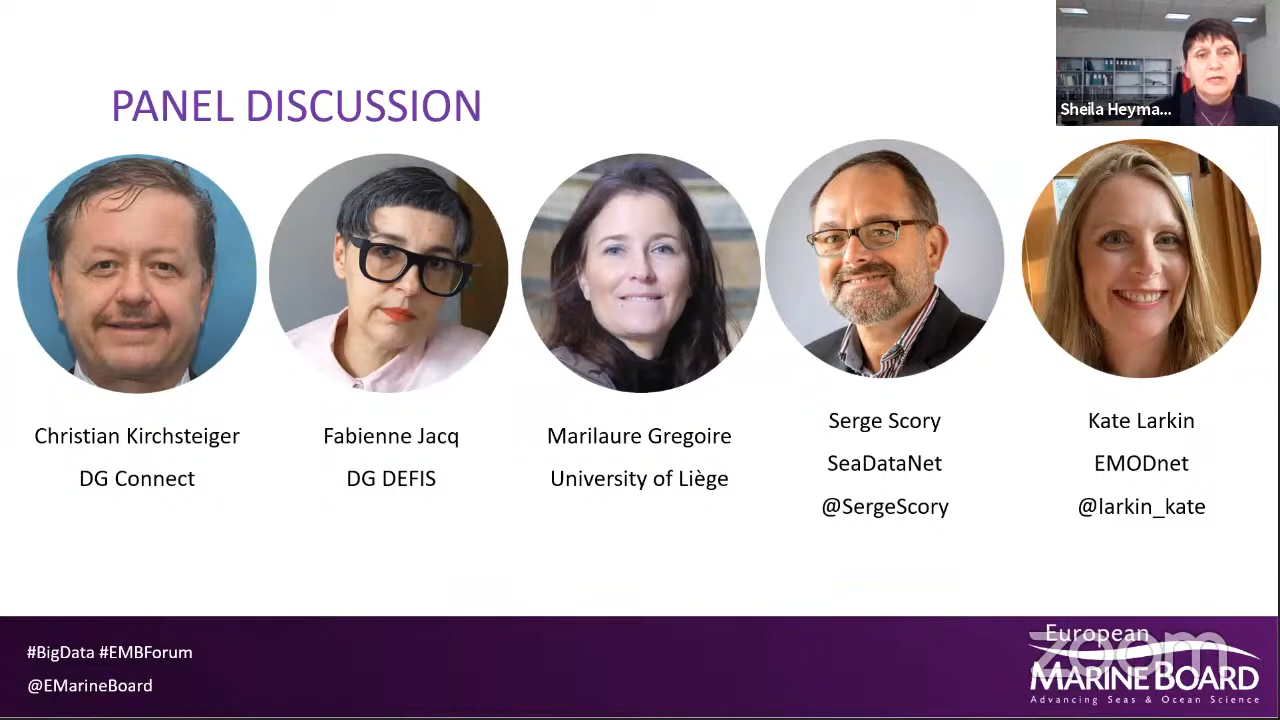 Sheila Heyma...
PANEL DISCUSSION
Christian Kirchsteiger
DG Connect
Fabienne Jacq
DG DEFIS
Marilaure Gregoire
University of Liège
Serge Scory
SeaDataNet
@SergeScory
Kate Larkin
EMODnet
@larkin_kate
#BigData #EMBForum
@EMarineBoard
European
zoom
MARINE BOARD
Advancing Seas & Ocean Science